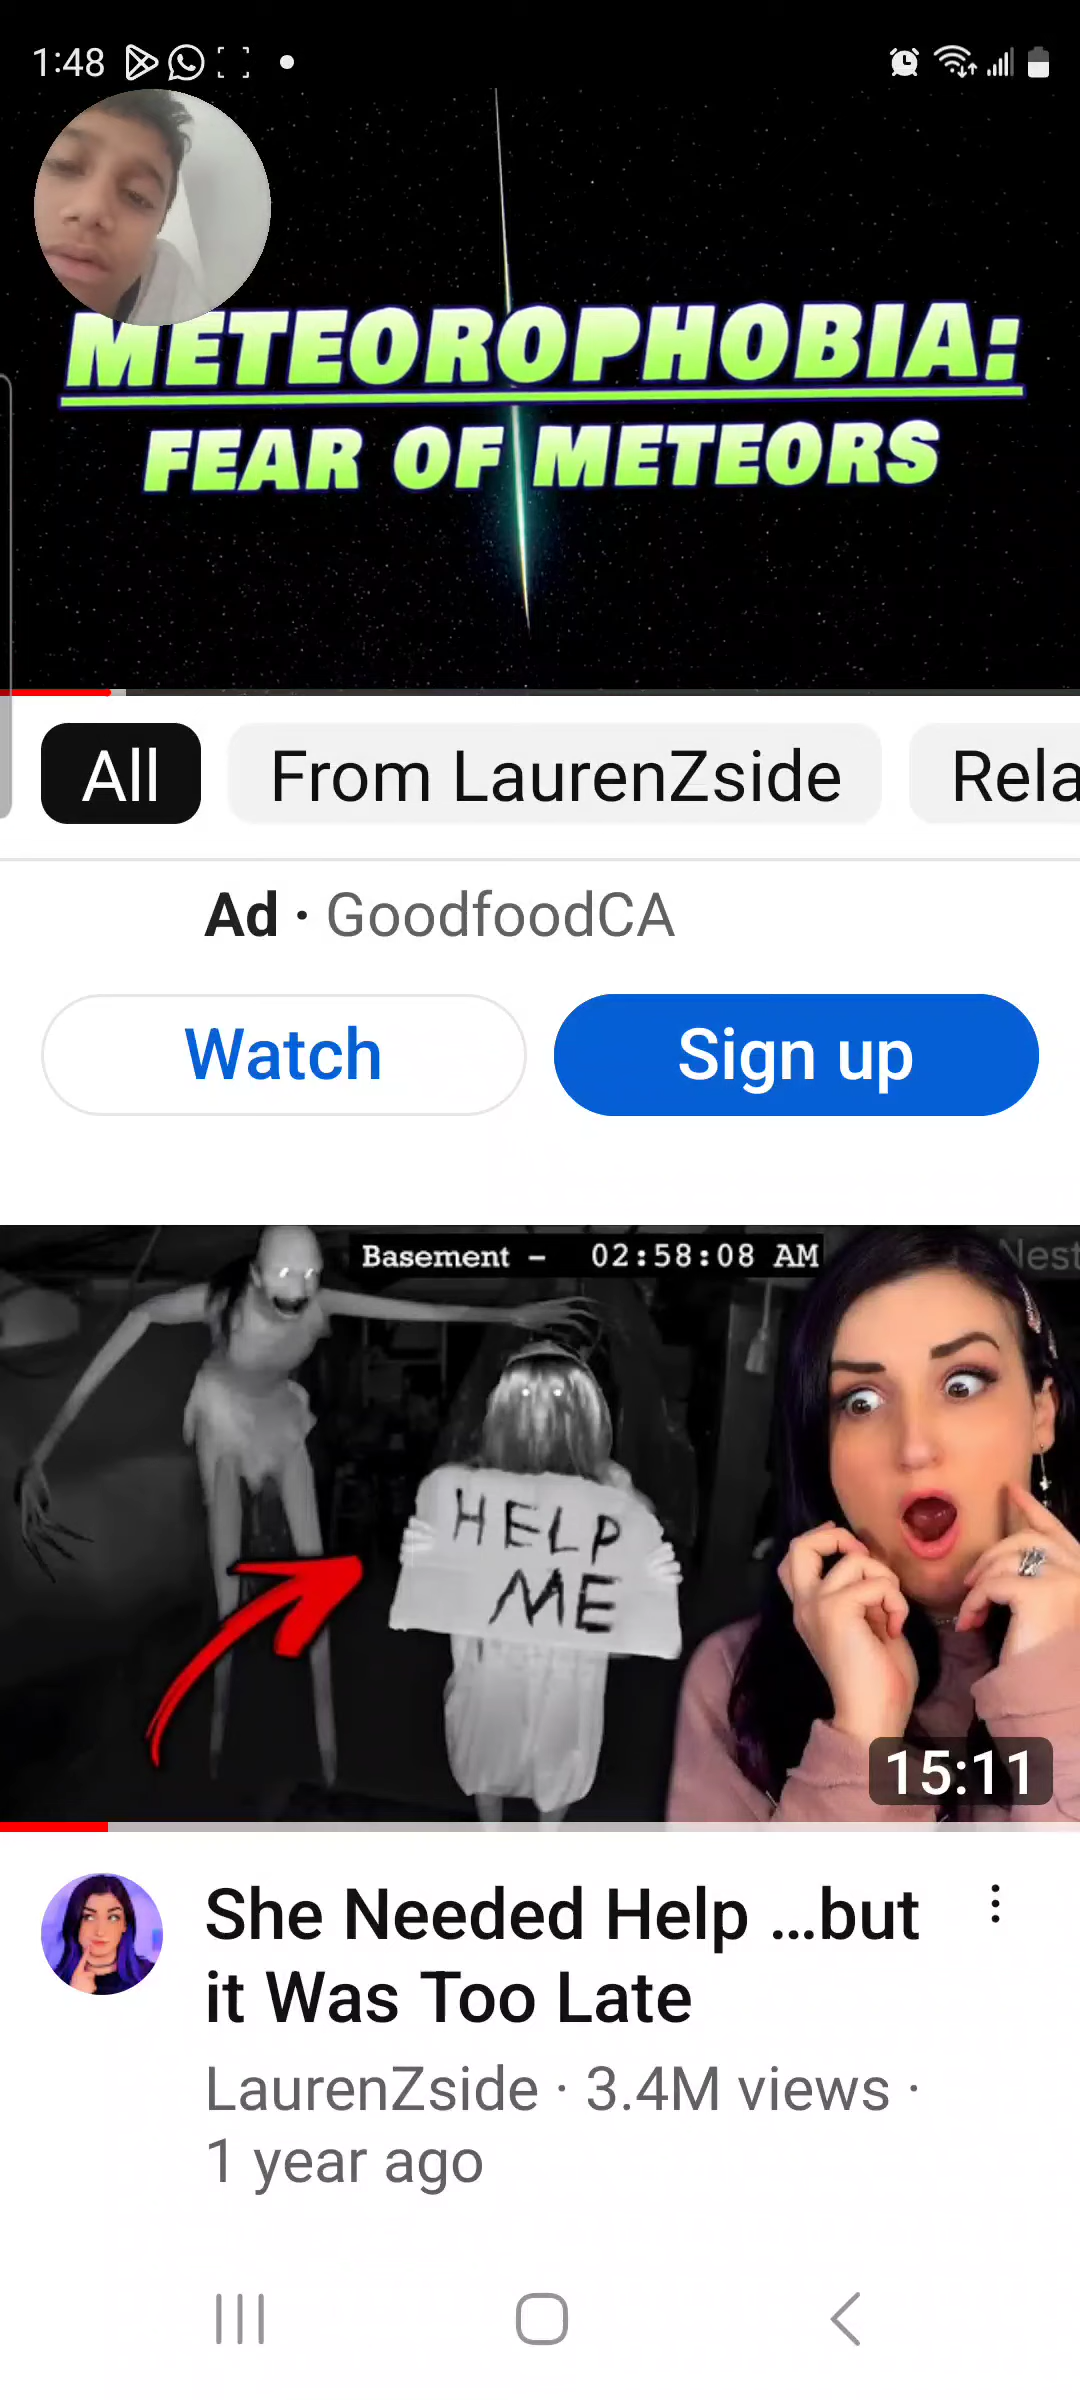 1:48
METEOROPHOBIA:
FEAR OF METEORS
All From LaurenZside Rela
Ad · GoodfoodCA
Watch Sign up
Basement - 02:58:08 AM Nest
HELP
ME
15:11
She Needed Help ...but
it Was Too Late
LaurenZside · 3.4M views ·
1 year ago